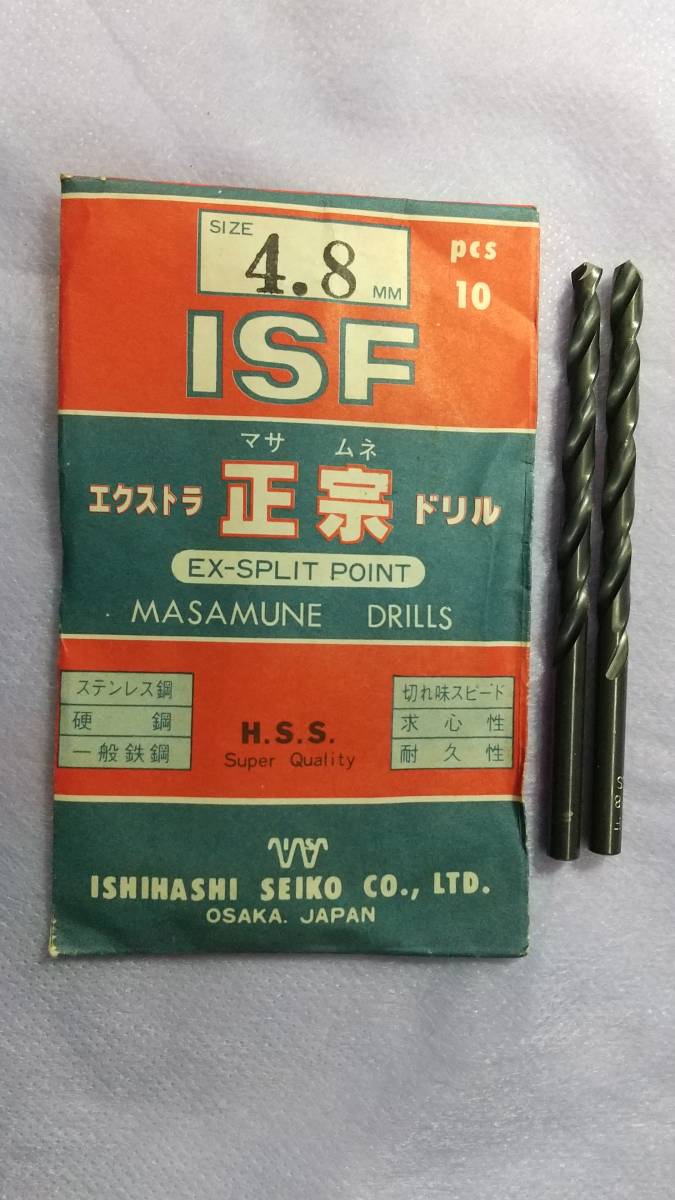 SIZE
4.8 MM
pcs
10
ISF
マサ ムネ
エクストラ 正宗 ドリル
EX-SPLIT POINT
MASAMUNE DRILLS
ステンレス鋼
硬 鋼
一般鉄鋼
H.S.S.
Super Quality
切れ味スピード
求心性
耐久性
ISHIHASHI SEIKO CO., LTD.
OSAKA. JAPAN